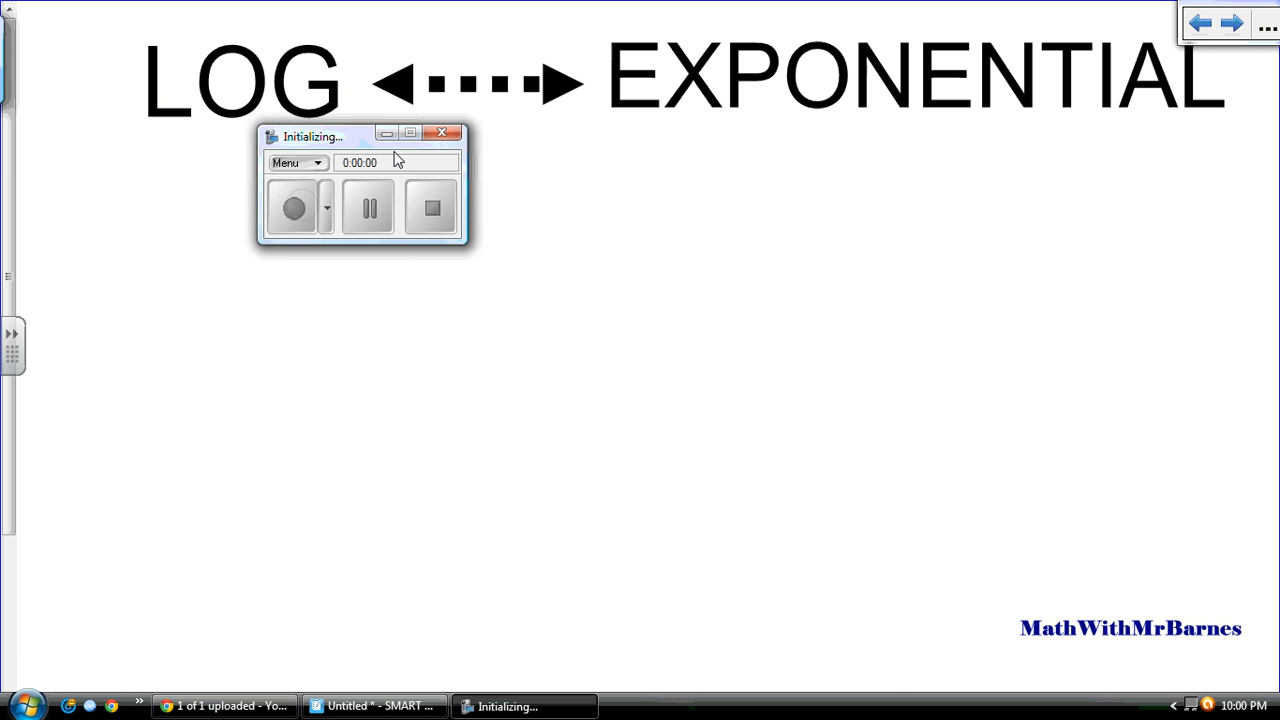 LOG EXPONENTIAL
...
Initializing...
Menu 0:00:00
MathWithMrBarnes
» 1 of 1 uploaded - Yo... Untitled * - SMART ... Initializing... 10:00 PM